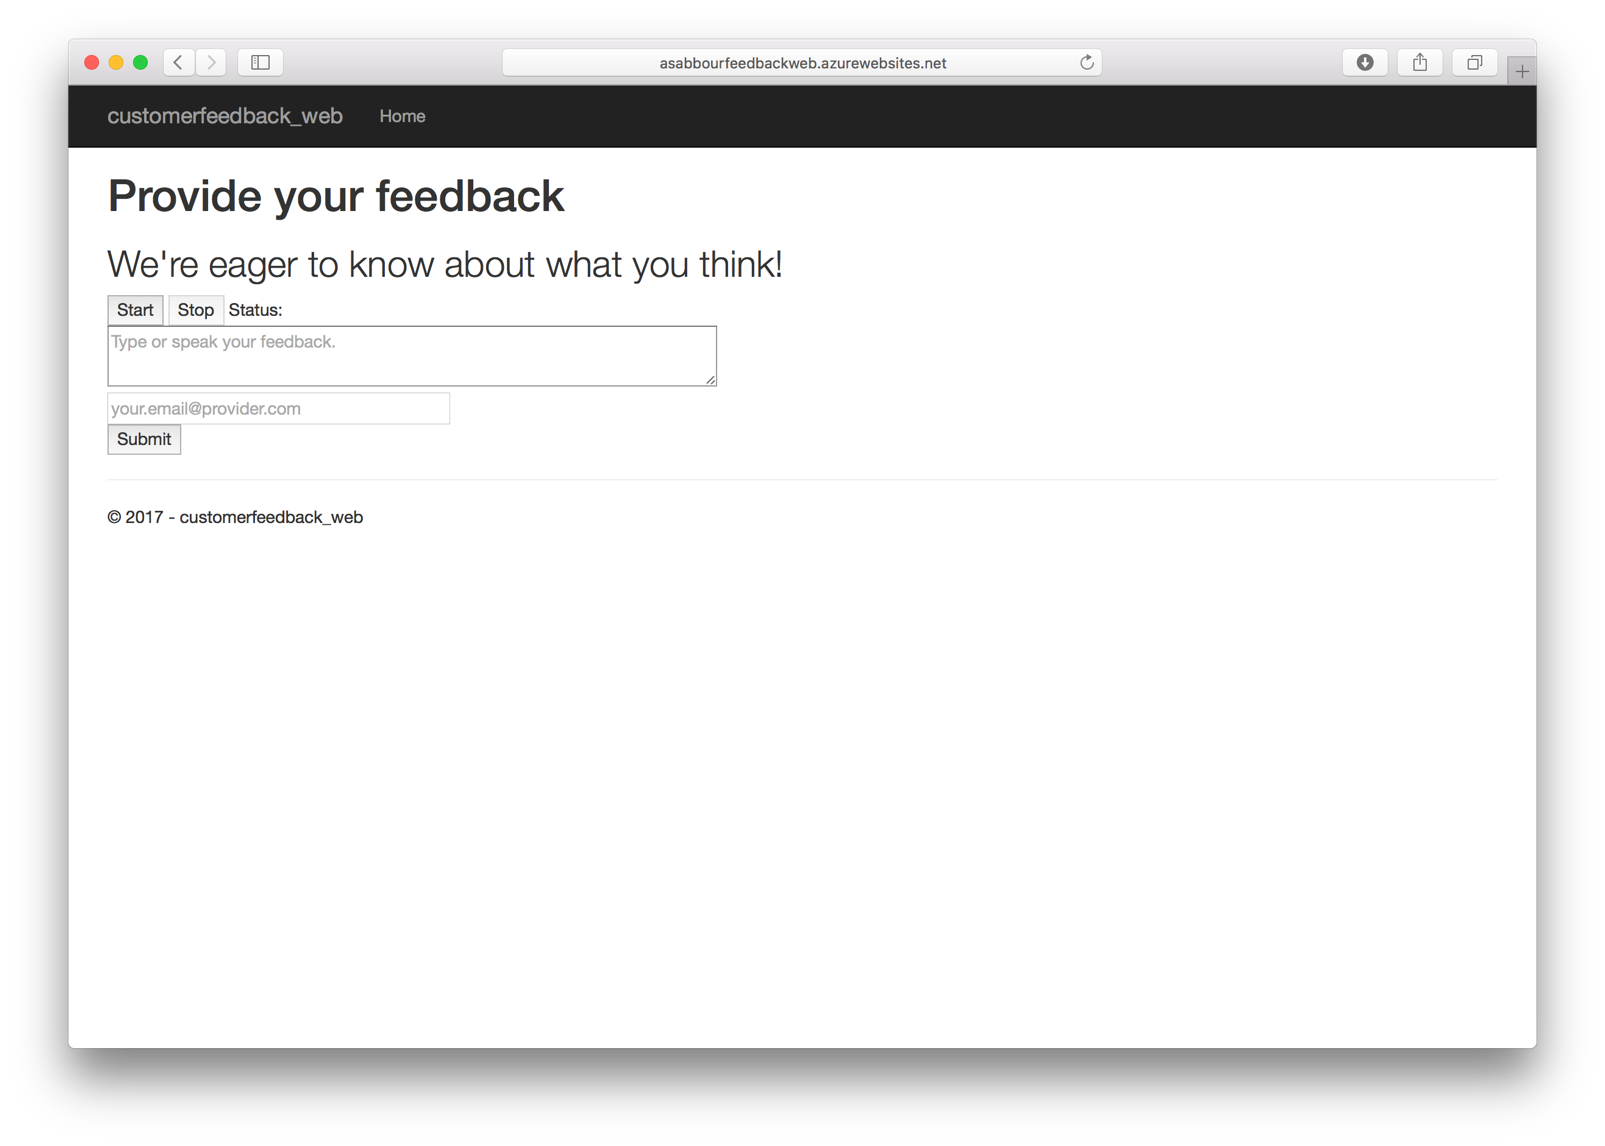 asabbourfeedbackweb.azurewebsites.net
customerfeedback_web Home
Provide your feedback
We're eager to know about what you think!
Start Stop Status:
Type or speak your feedback.
your.email@provider.com
Submit
© 2017 - customerfeedback_web